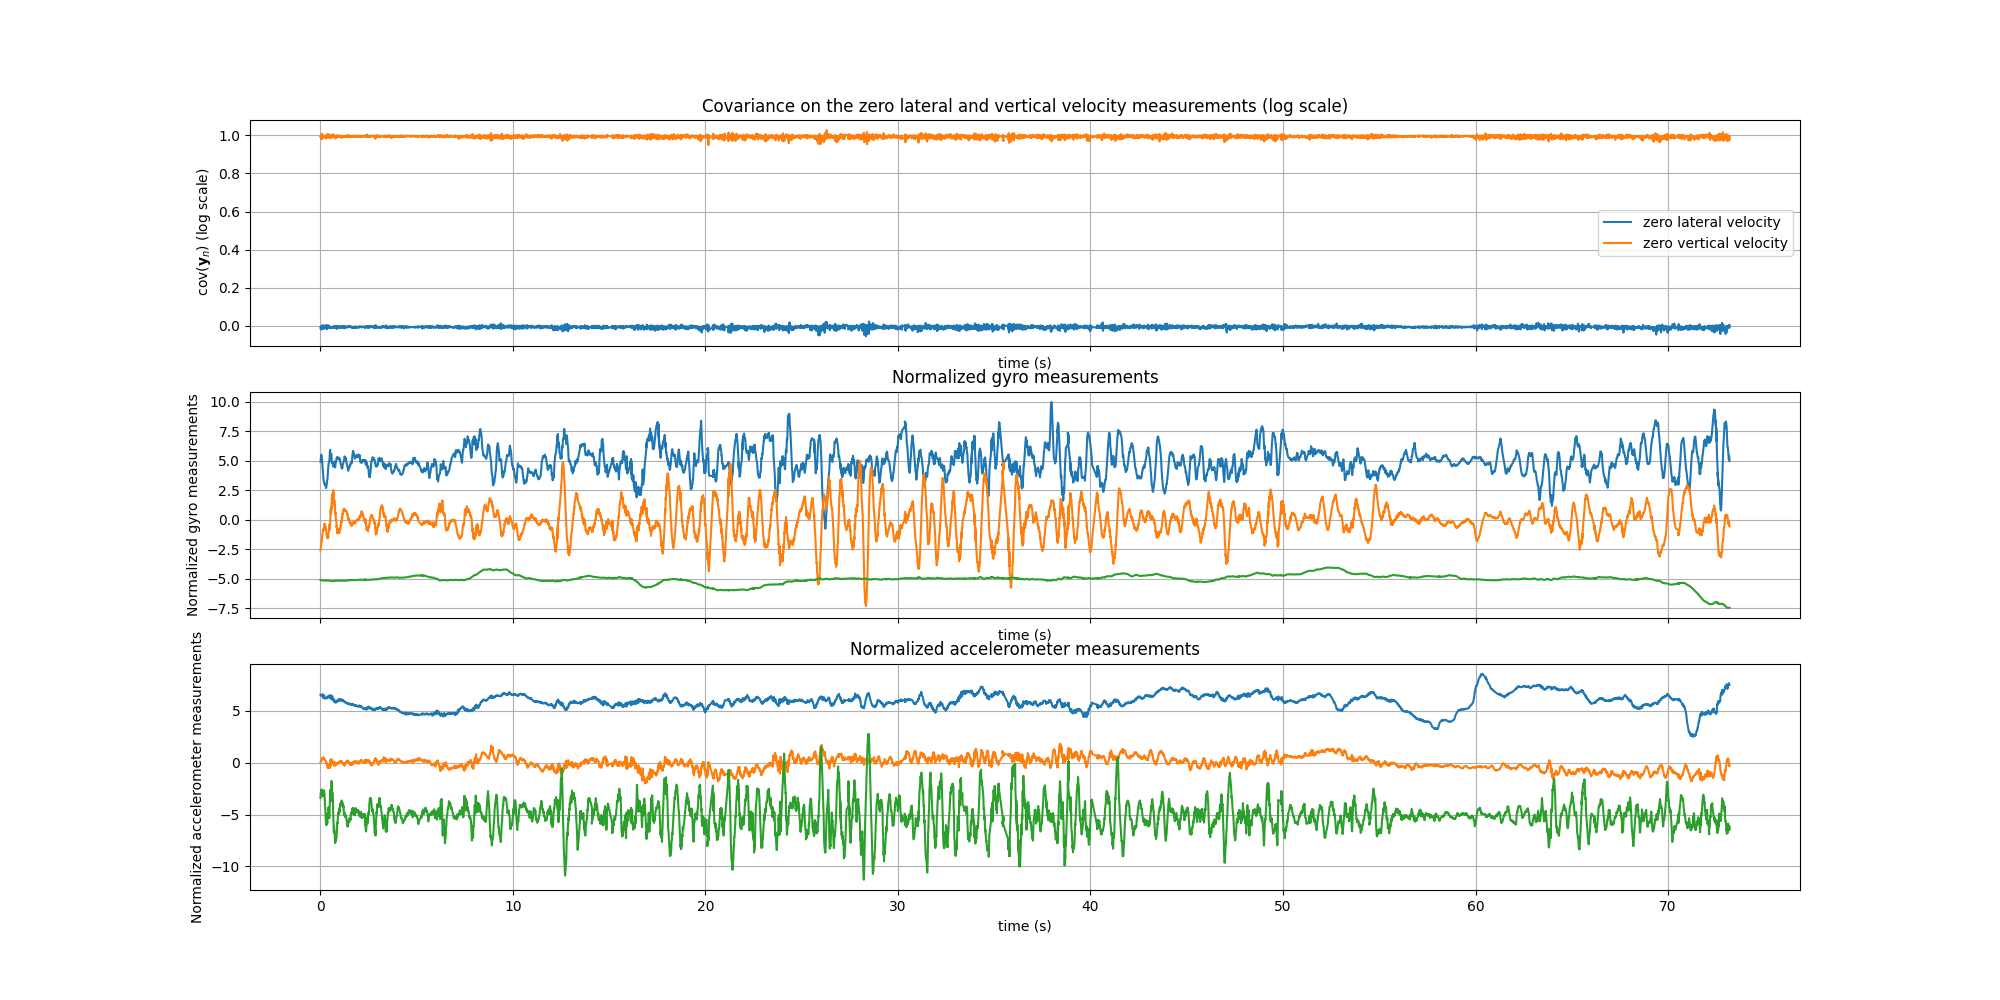 Covariance on the zero lateral and vertical velocity measurements (log scale)
cov(𝐲ₙ) (log scale)
1.0
0.8
0.6
0.4
0.2
0.0
zero lateral velocity
zero vertical velocity
time (s)
Normalized gyro measurements
Normalized gyro measurements
10.0
7.5
5.0
2.5
0.0
−2.5
−5.0
−7.5
time (s)
Normalized accelerometer measurements
Normalized accelerometer measurements
5
0
−5
−10
0 10 20 30 40 50 60 70
time (s)